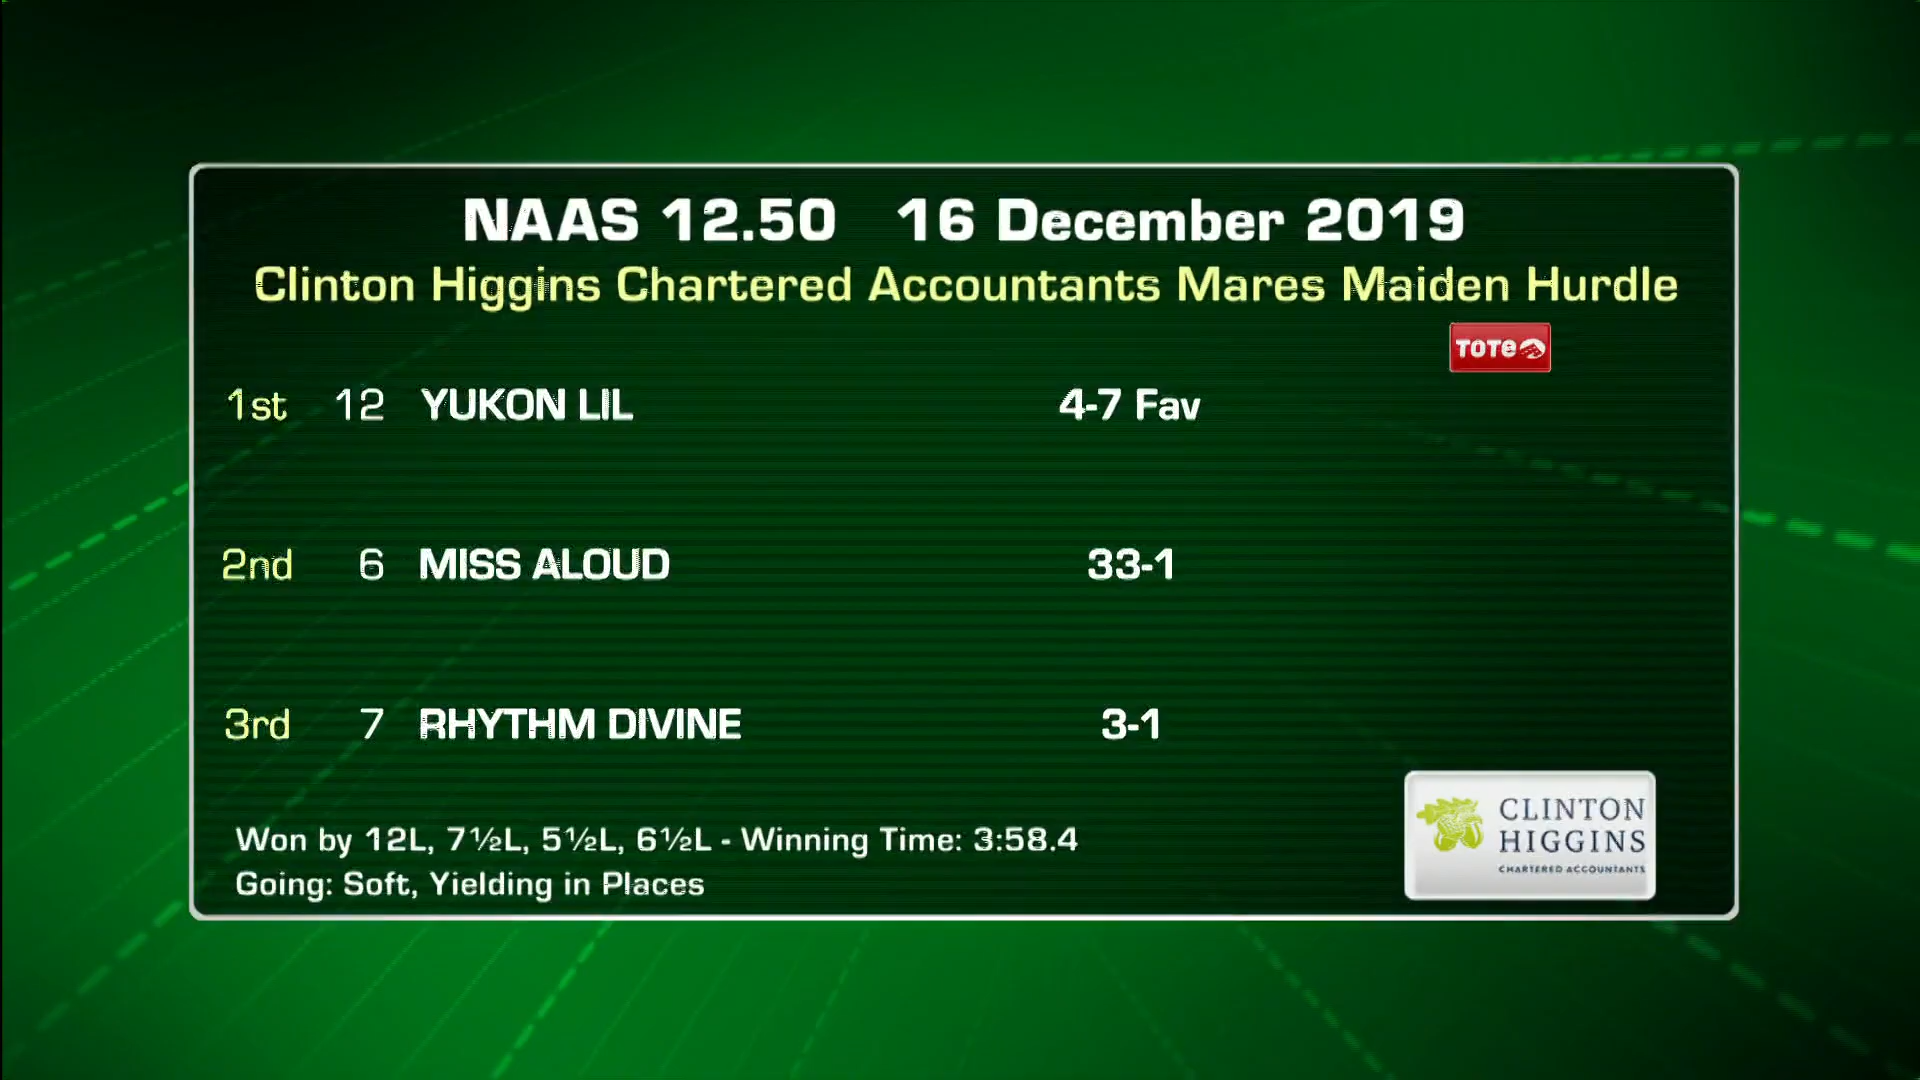 NAAS 12.50 16 December 2019
Clinton Higgins Chartered Accountants Mares Maiden Hurdle
TOTE
1st 12 YUKON LIL 4-7 Fav
2nd 6 MISS ALOUD 33-1
3rd 7 RHYTHM DIVINE 3-1
Won by 12L, 7½L, 5½L, 6½L - Winning Time: 3:58.4
Going: Soft, Yielding in Places
CLINTON
HIGGINS
CHARTERED ACCOUNTANTS